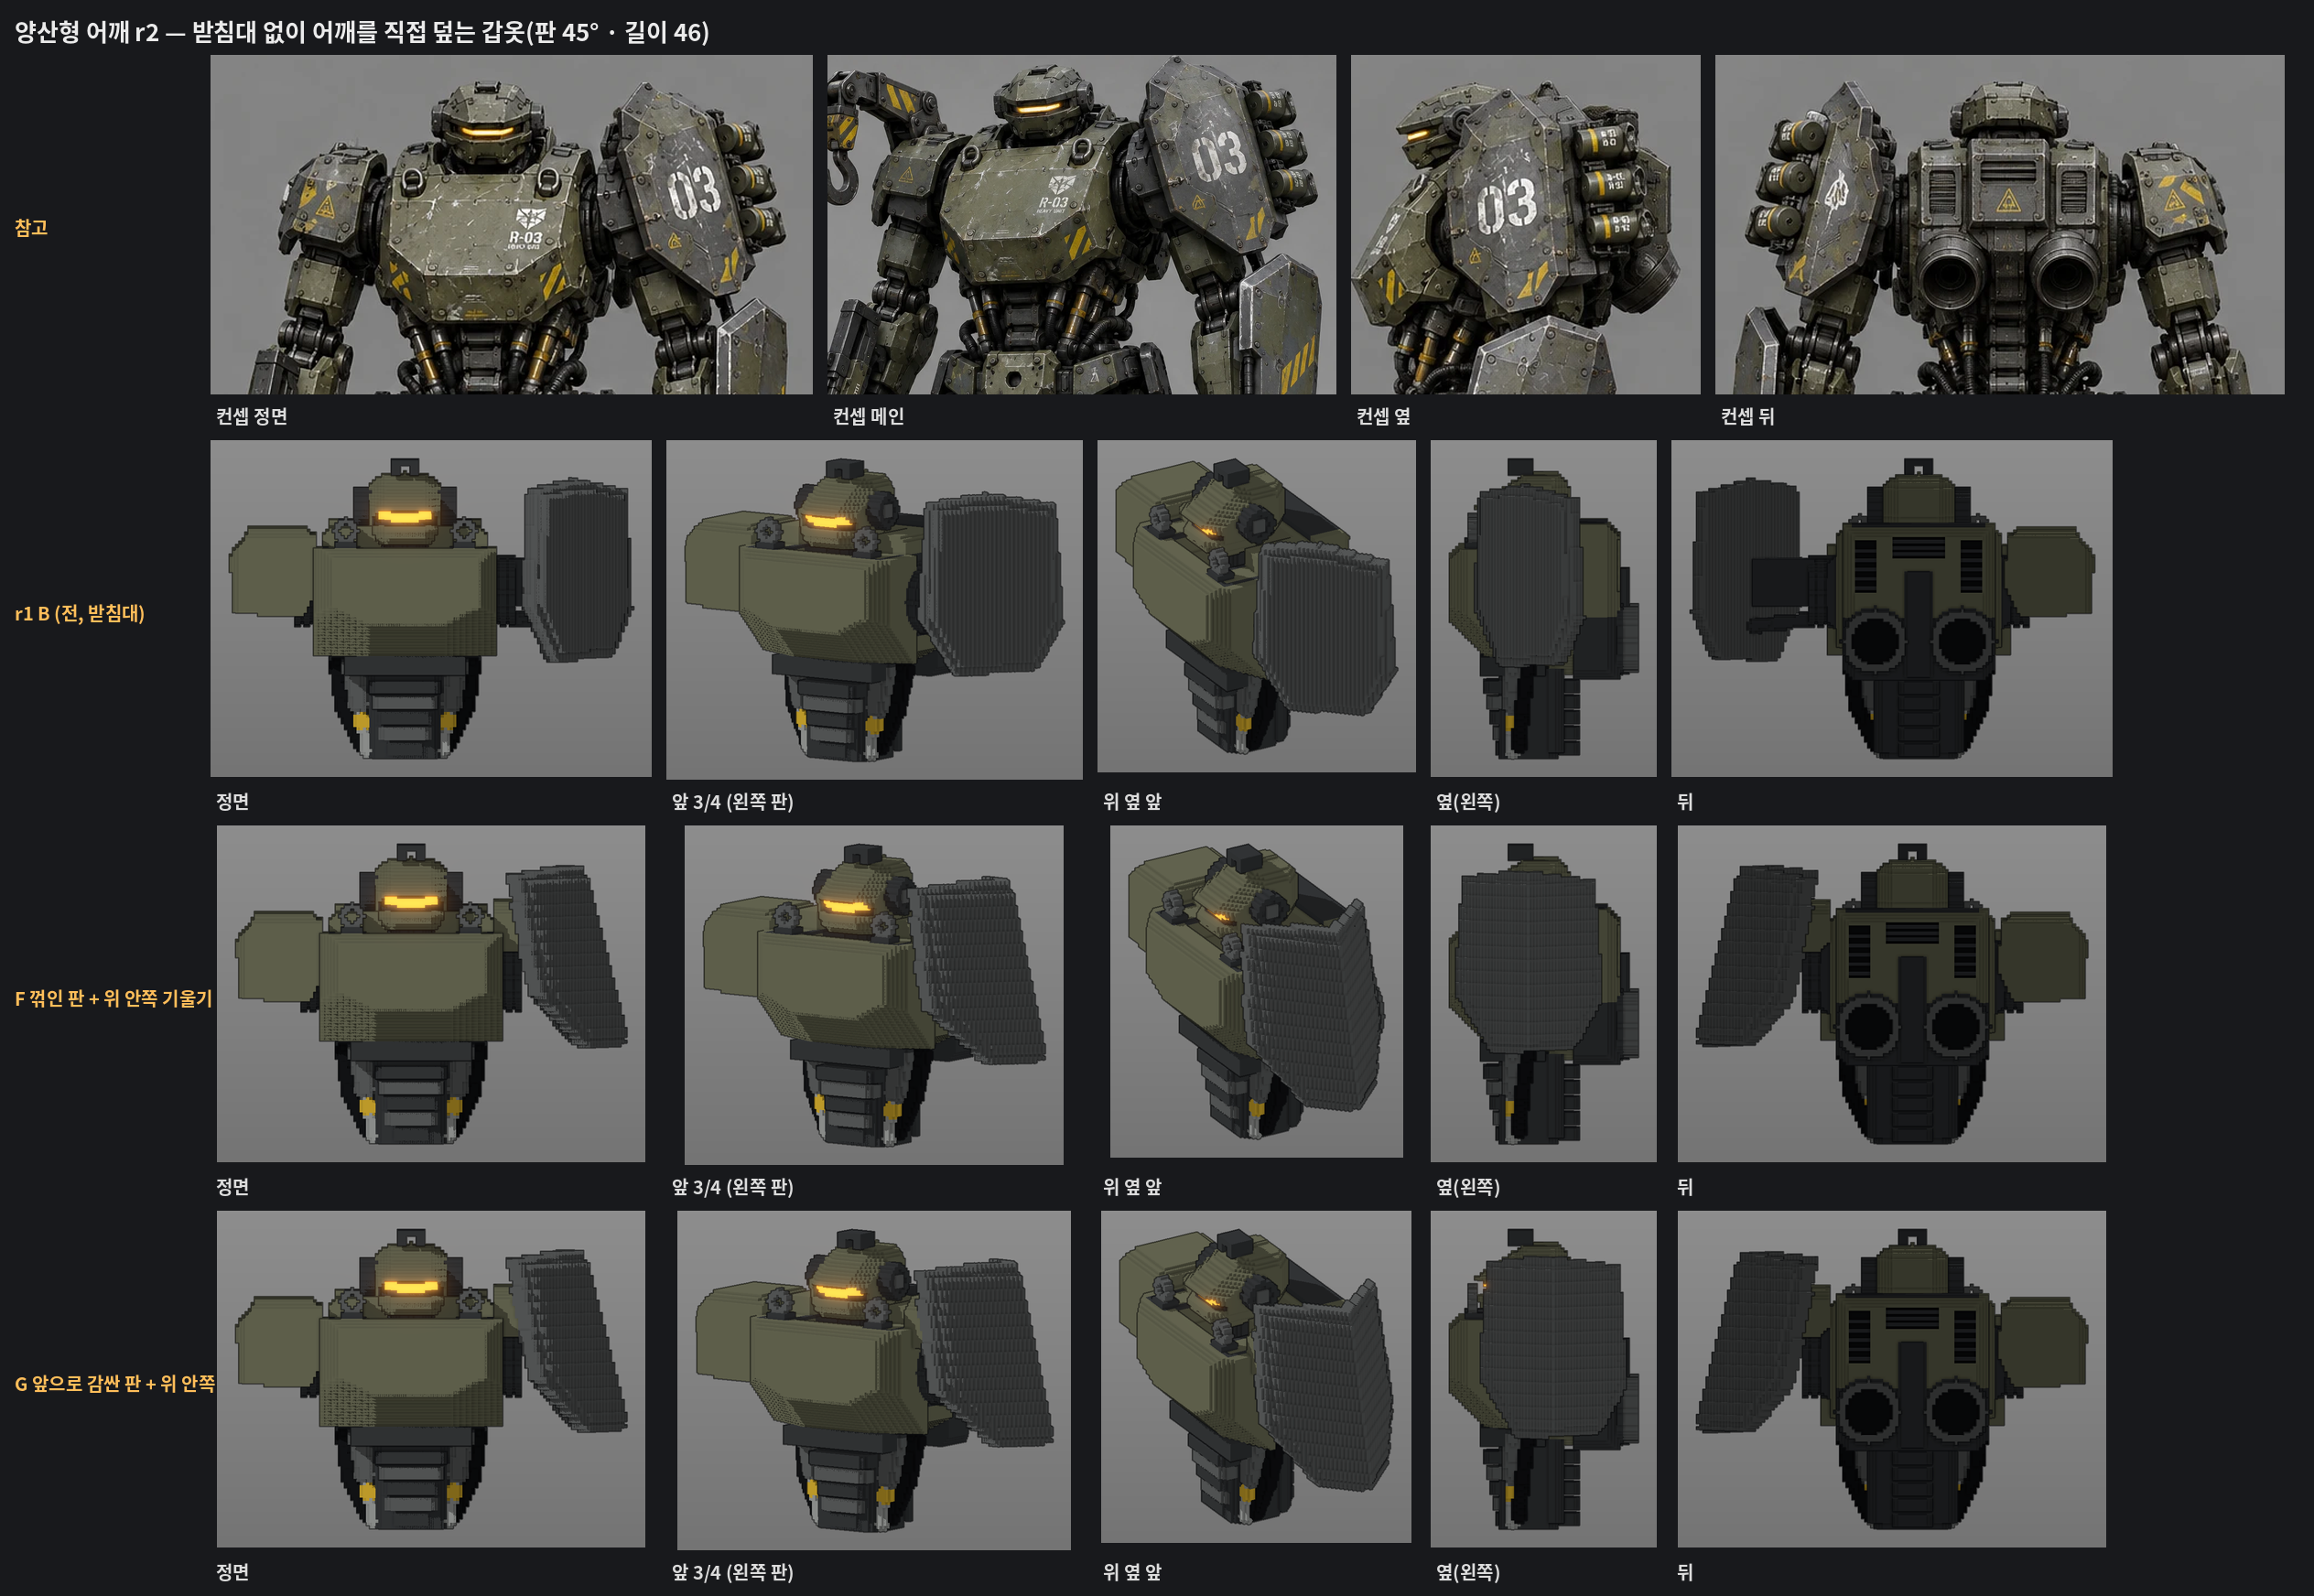 양산형 어깨 r2 — 받침대 없이 어깨를 직접 덮는 갑옷(판 45° · 길이 46)
참고
03
R-03
03
R-03
03
컨셉 정면
컨셉 메인
컨셉 옆
컨셉 뒤
r1 B (전, 받침대)
정면
앞 3/4 (왼쪽 판)
위 옆 앞
옆(왼쪽)
뒤
F 꺾인 판 + 위 안쪽 기울기
정면
앞 3/4 (왼쪽 판)
위 옆 앞
옆(왼쪽)
뒤
G 앞으로 감싼 판 + 위 안쪽
정면
앞 3/4 (왼쪽 판)
위 옆 앞
옆(왼쪽)
뒤